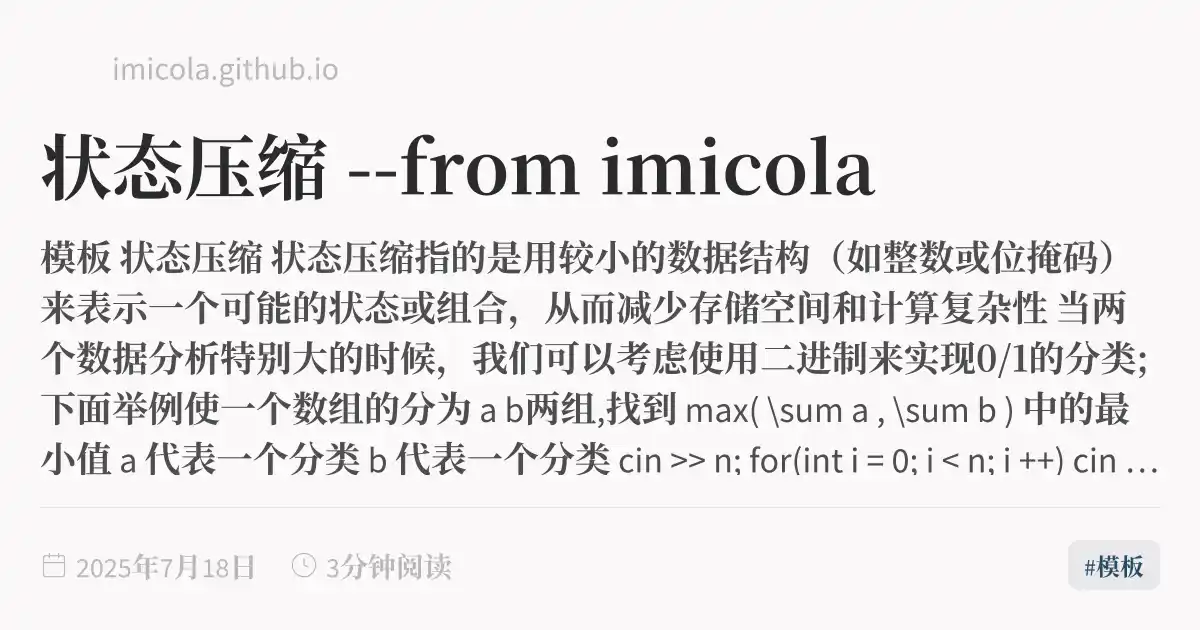 imicola.github.io
状态压缩 --from imicola
模板 状态压缩 状态压缩指的是用较小的数据结构（如整数或位掩码）
来表示一个可能的状态或组合，从而减少存储空间和计算复杂性 当两
个数据分析特别大的时候，我们可以考虑使用二进制来实现0/1的分类;
下面举例使一个数组的分为 a b两组,找到 max( \sum a , \sum b ) 中的最
小值 a 代表一个分类 b 代表一个分类 cin >> n; for(int i = 0; i < n; i ++) cin …
2025年7月18日 3分钟阅读 #模板